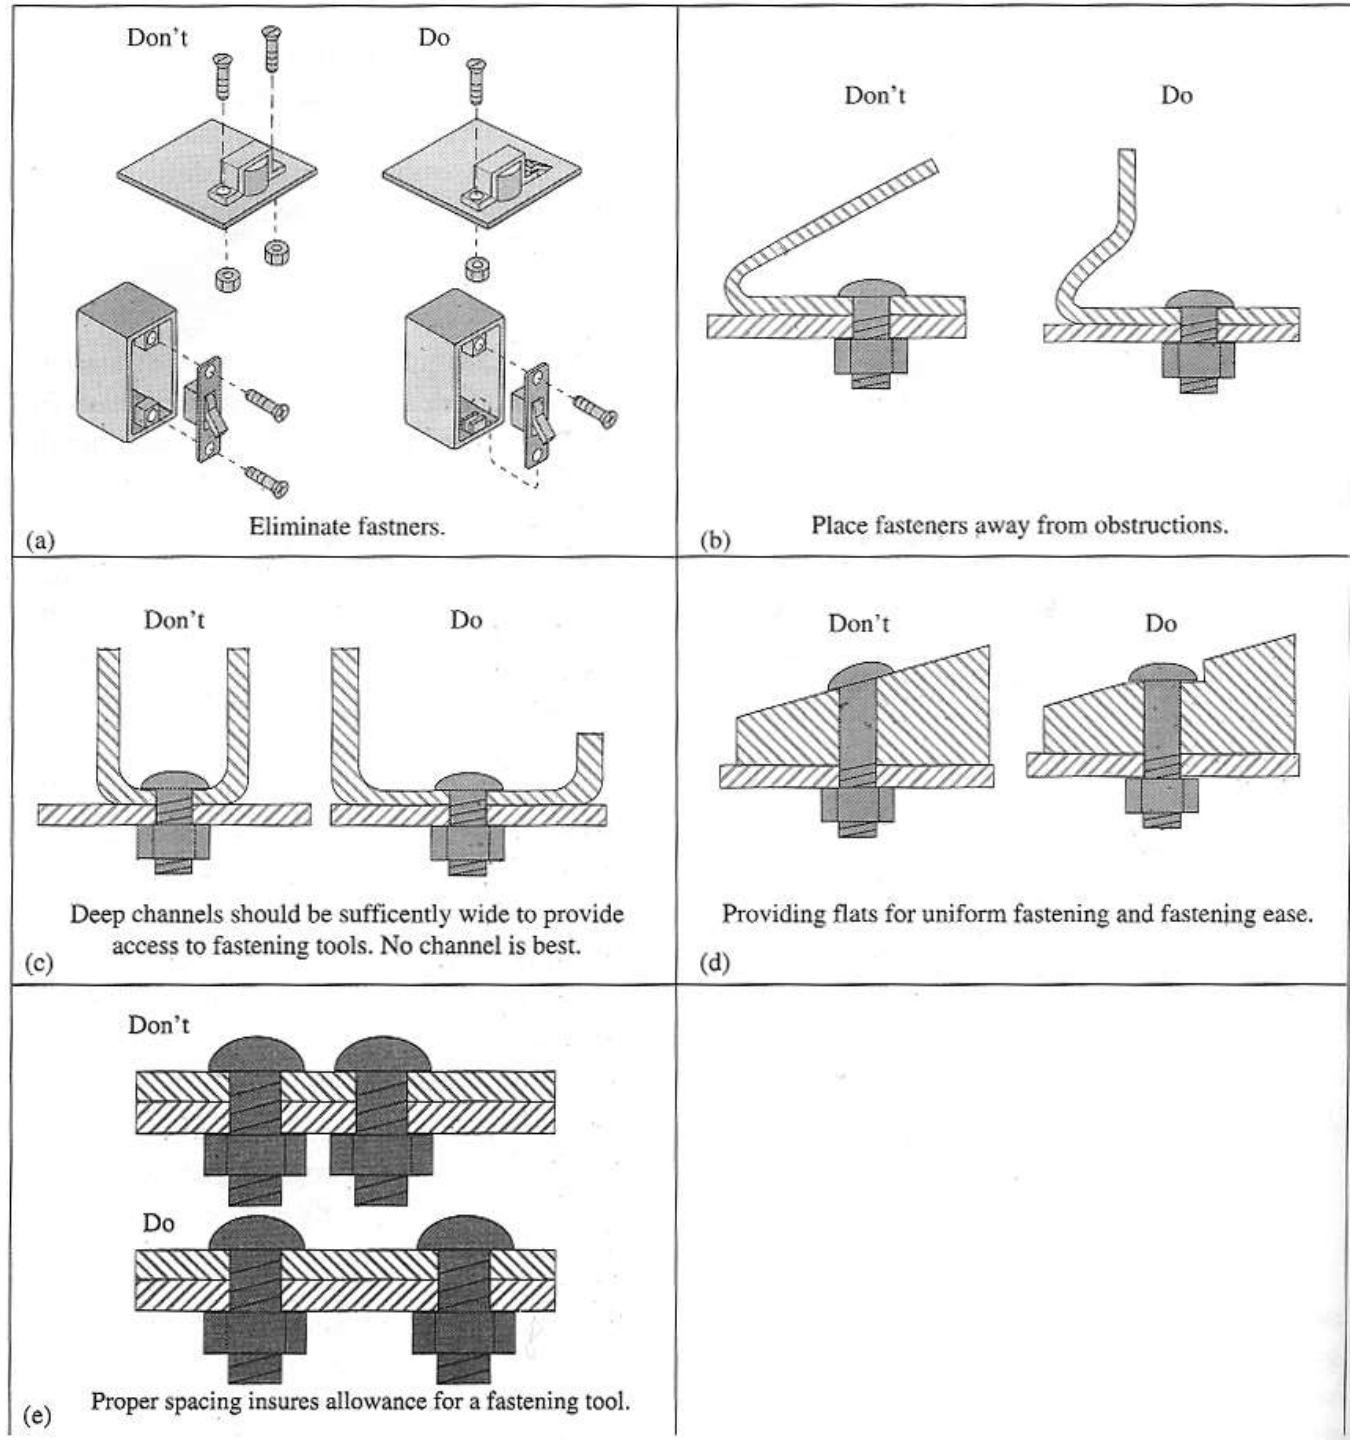 Don't
Do
Eliminate fastners.
(a)
Don't
Do
Place fasteners away from obstructions.
(b)
Don't
Do
Deep channels should be sufficently wide to provide
access to fastening tools. No channel is best.
(c)
Don't
Do
Providing flats for uniform fastening and fastening ease.
(d)
Don't
Do
Proper spacing insures allowance for a fastening tool.
(e)